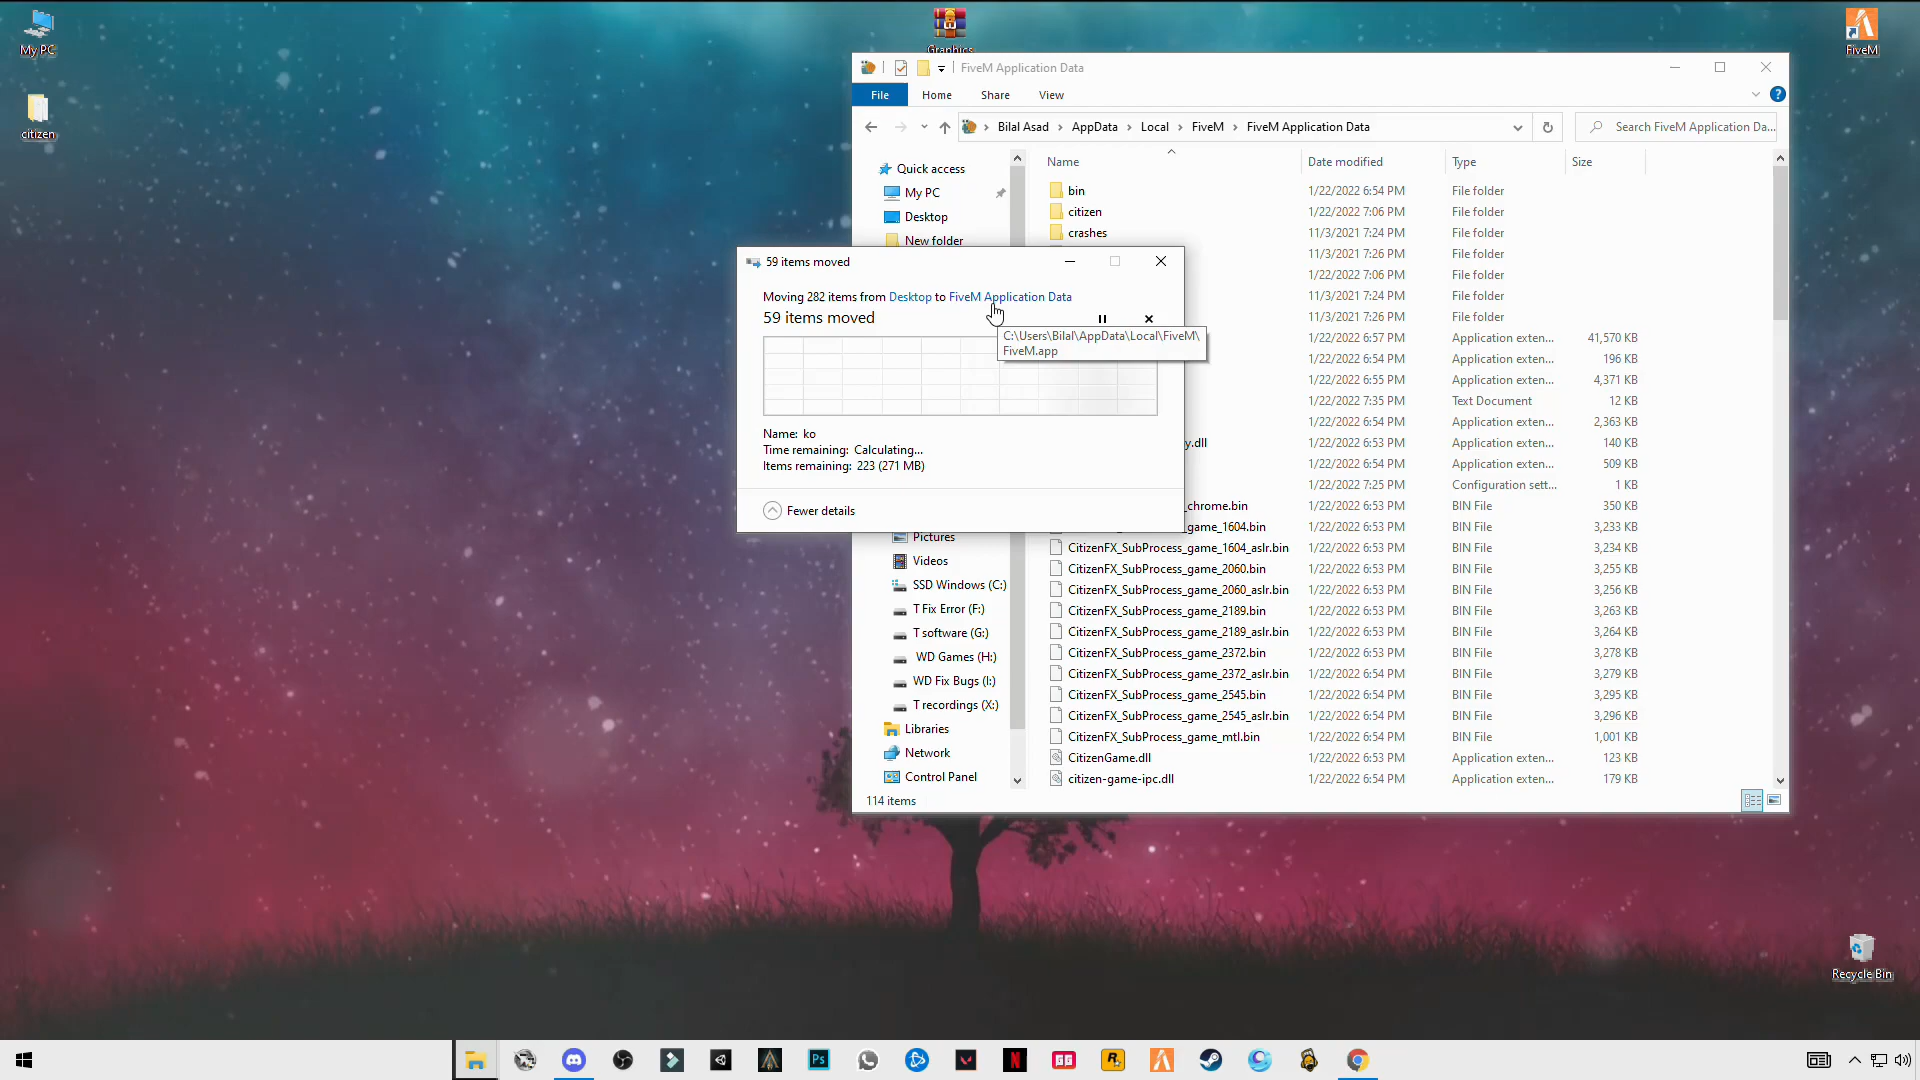 My PC
citizen
Graphics
FiveM
FiveM Application Data
File
Home
Share
View
Bilal Asad
AppData
Local
FiveM
FiveM Application Data
Search FiveM Application Da...
Quick access
My PC
Desktop
New folder
Pictures
Videos
SSD Windows (C:)
T Fix Error (F:)
T software (G:)
WD Games (H:)
WD Fix Bugs (I:)
T recordings (X:)
Libraries
Network
Control Panel
Name Date modified Type Size
bin 1/22/2022 6:54 PM File folder
citizen 1/22/2022 7:06 PM File folder
crashes 11/3/2021 7:24 PM File folder
11/3/2021 7:26 PM File folder
1/22/2022 7:06 PM File folder
11/3/2021 7:24 PM File folder
11/3/2021 7:26 PM File folder
1/22/2022 6:57 PM Application exten... 41,570 KB
1/22/2022 6:54 PM Application exten... 196 KB
1/22/2022 6:55 PM Application exten... 4,371 KB
1/22/2022 7:35 PM Text Document 12 KB
1/22/2022 6:54 PM Application exten... 2,363 KB
y.dll 1/22/2022 6:53 PM Application exten... 140 KB
1/22/2022 6:54 PM Application exten... 509 KB
1/22/2022 7:25 PM Configuration sett... 1 KB
_chrome.bin 1/22/2022 6:53 PM BIN File 350 KB
_game_1604.bin 1/22/2022 6:53 PM BIN File 3,233 KB
CitizenFX_SubProcess_game_1604_aslr.bin 1/22/2022 6:53 PM BIN File 3,234 KB
CitizenFX_SubProcess_game_2060.bin 1/22/2022 6:53 PM BIN File 3,255 KB
CitizenFX_SubProcess_game_2060_aslr.bin 1/22/2022 6:53 PM BIN File 3,256 KB
CitizenFX_SubProcess_game_2189.bin 1/22/2022 6:53 PM BIN File 3,263 KB
CitizenFX_SubProcess_game_2189_aslr.bin 1/22/2022 6:53 PM BIN File 3,264 KB
CitizenFX_SubProcess_game_2372.bin 1/22/2022 6:53 PM BIN File 3,278 KB
CitizenFX_SubProcess_game_2372_aslr.bin 1/22/2022 6:54 PM BIN File 3,279 KB
CitizenFX_SubProcess_game_2545.bin 1/22/2022 6:54 PM BIN File 3,295 KB
CitizenFX_SubProcess_game_2545_aslr.bin 1/22/2022 6:54 PM BIN File 3,296 KB
CitizenFX_SubProcess_game_mtl.bin 1/22/2022 6:54 PM BIN File 1,001 KB
CitizenGame.dll 1/22/2022 6:53 PM Application exten... 123 KB
citizen-game-ipc.dll 1/22/2022 6:54 PM Application exten... 179 KB
114 items
59 items moved
Moving 282 items from Desktop to FiveM Application Data
59 items moved
C:\Users\Bilal\AppData\Local\FiveM\
FiveM.app
Name: ko
Time remaining: Calculating...
Items remaining: 223 (271 MB)
Fewer details
Recycle Bin
Ps
N